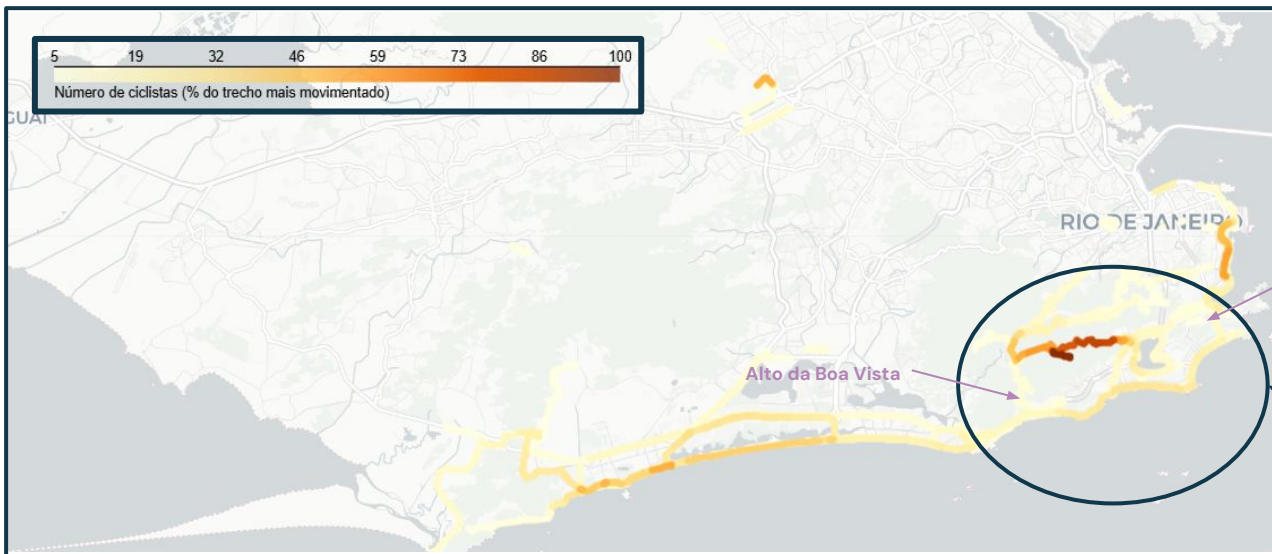 5 19 32 46 59 73 86 100
Número de ciclistas (% do trecho mais movimentado)
GUAÍ
RIO DE JANEIRO
Alto da Boa Vista